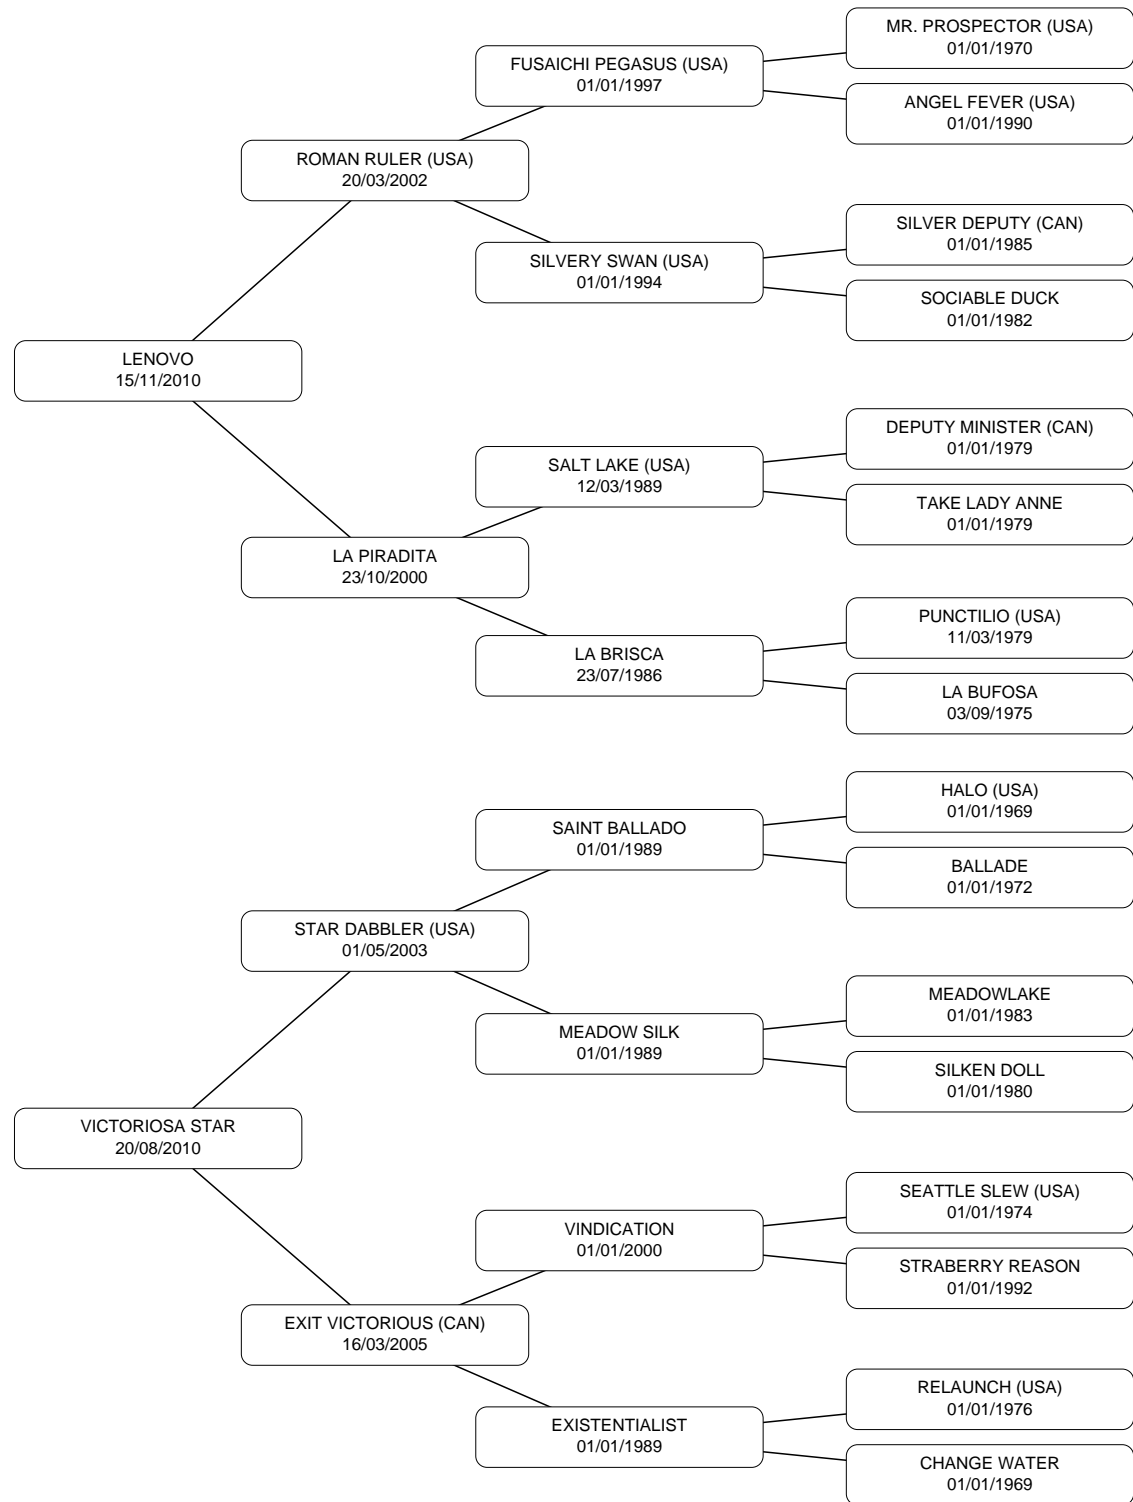 MR. PROSPECTOR (USA)
01/01/1970
FUSAICHI PEGASUS (USA)
01/01/1997
ANGEL FEVER (USA)
01/01/1990
ROMAN RULER (USA)
20/03/2002
SILVER DEPUTY (CAN)
01/01/1985
SILVERY SWAN (USA)
01/01/1994
SOCIABLE DUCK
01/01/1982
LENOVO
15/11/2010
DEPUTY MINISTER (CAN)
01/01/1979
SALT LAKE (USA)
12/03/1989
TAKE LADY ANNE
01/01/1979
LA PIRADITA
23/10/2000
PUNCTILIO (USA)
11/03/1979
LA BRISCA
23/07/1986
LA BUFOSA
03/09/1975
HALO (USA)
01/01/1969
SAINT BALLADO
01/01/1989
BALLADE
01/01/1972
STAR DABBLER (USA)
01/05/2003
MEADOWLAKE
01/01/1983
MEADOW SILK
01/01/1989
SILKEN DOLL
01/01/1980
VICTORIOSA STAR
20/08/2010
SEATTLE SLEW (USA)
01/01/1974
VINDICATION
01/01/2000
STRABERRY REASON
01/01/1992
EXIT VICTORIOUS (CAN)
16/03/2005
RELAUNCH (USA)
01/01/1976
EXISTENTIALIST
01/01/1989
CHANGE WATER
01/01/1969